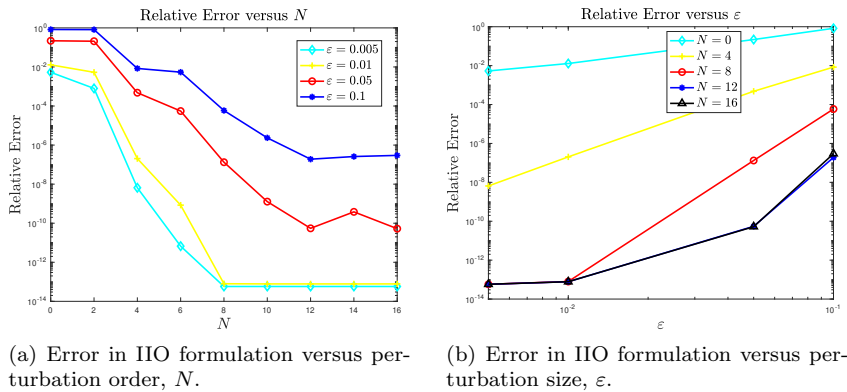 Relative Error versus N
10^0
10^-2
10^-4
10^-6
10^-8
10^-10
10^-12
10^-14
Relative Error
0 2 4 6 8 10 12 14 16
N
ε = 0.005
ε = 0.01
ε = 0.05
ε = 0.1
(a) Error in IIO formulation versus per-
turbation order, N.
Relative Error versus ε
10^0
10^-2
10^-4
10^-6
10^-8
10^-10
10^-12
10^-14
Relative Error
10^-2 10^-1
ε
N = 0
N = 4
N = 8
N = 12
N = 16
(b) Error in IIO formulation versus per-
turbation size, ε.